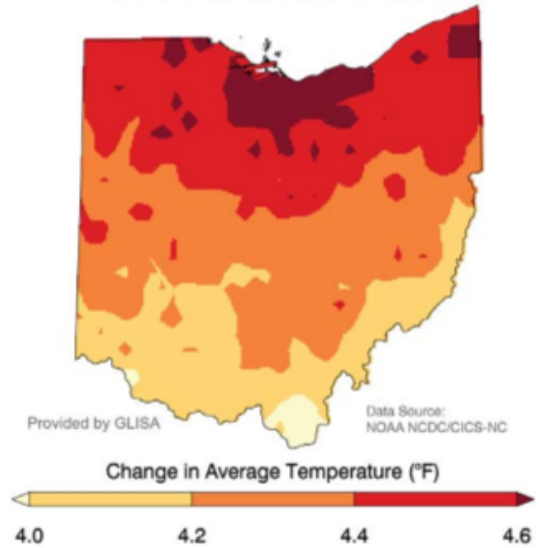 Provided by GLISA
Data Source:
NOAA NCDC/CICS-NC
Change in Average Temperature (°F)
4.0 4.2 4.4 4.6